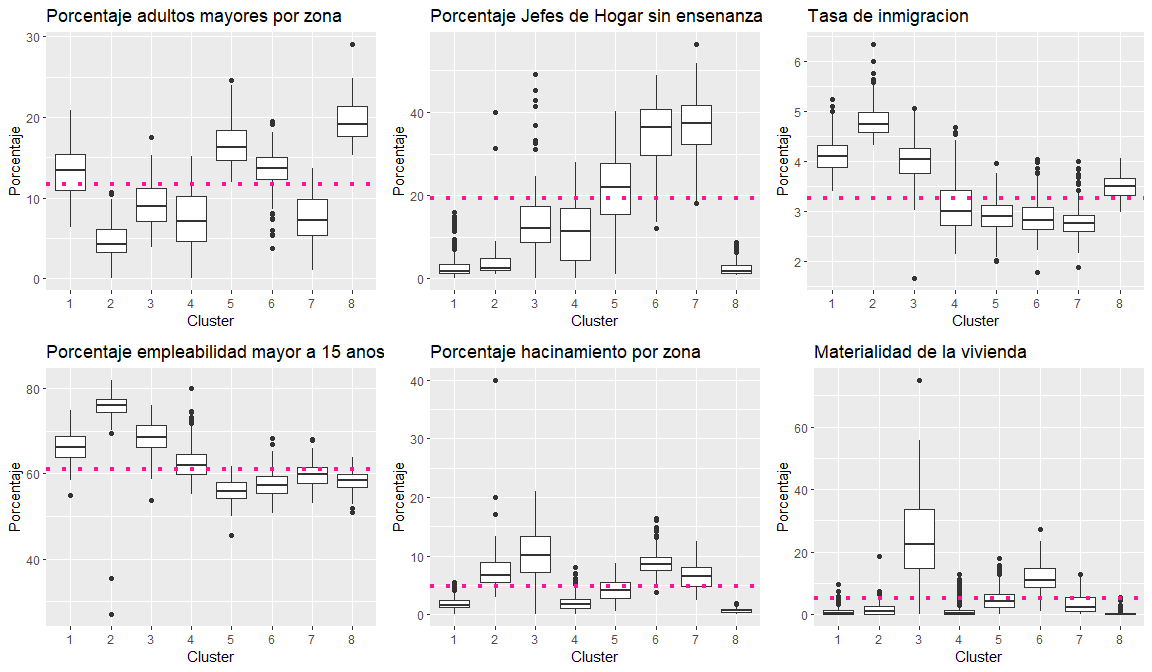 Porcentaje adultos mayores por zona
Porcentaje
30
20
10
0
1 2 3 4 5 6 7 8
Cluster
Porcentaje Jefes de Hogar sin ensenanza
Porcentaje
40
20
0
1 2 3 4 5 6 7 8
Cluster
Tasa de inmigracion
Porcentaje
6
5
4
3
2
1 2 3 4 5 6 7 8
Cluster
Porcentaje empleabilidad mayor a 15 anos
Porcentaje
80
60
40
1 2 3 4 5 6 7 8
Cluster
Porcentaje hacinamiento por zona
Porcentaje
40
30
20
10
0
1 2 3 4 5 6 7 8
Cluster
Materialidad de la vivienda
Porcentaje
60
40
20
0
1 2 3 4 5 6 7 8
Cluster